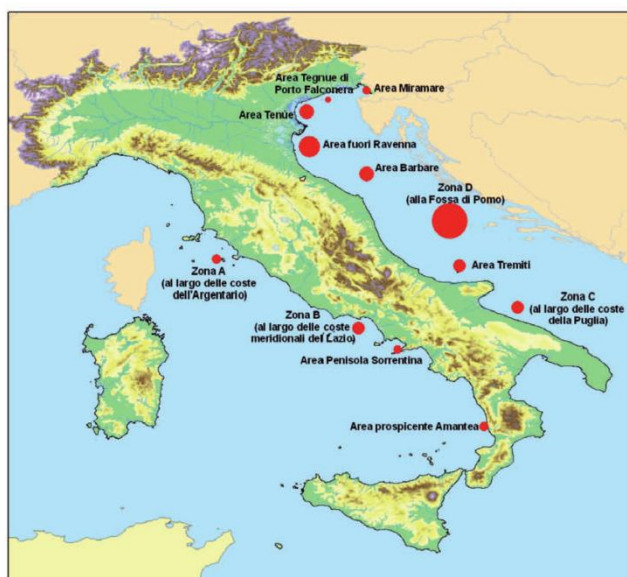 Area Tegnue di
Porto Falconera
Area Miramare
Area Tenue
Area fuori Ravenna
Area Barbare
Zona D
(alla Fossa di Pomo)
Area Tremiti
Zona A
(al largo delle coste
dell'Argentario)
Zona B
(al largo delle coste
meridionali del Lazio)
Zona C
(al largo delle coste
della Puglia)
Area Penisola Sorrentina
Area prospicente Amantea